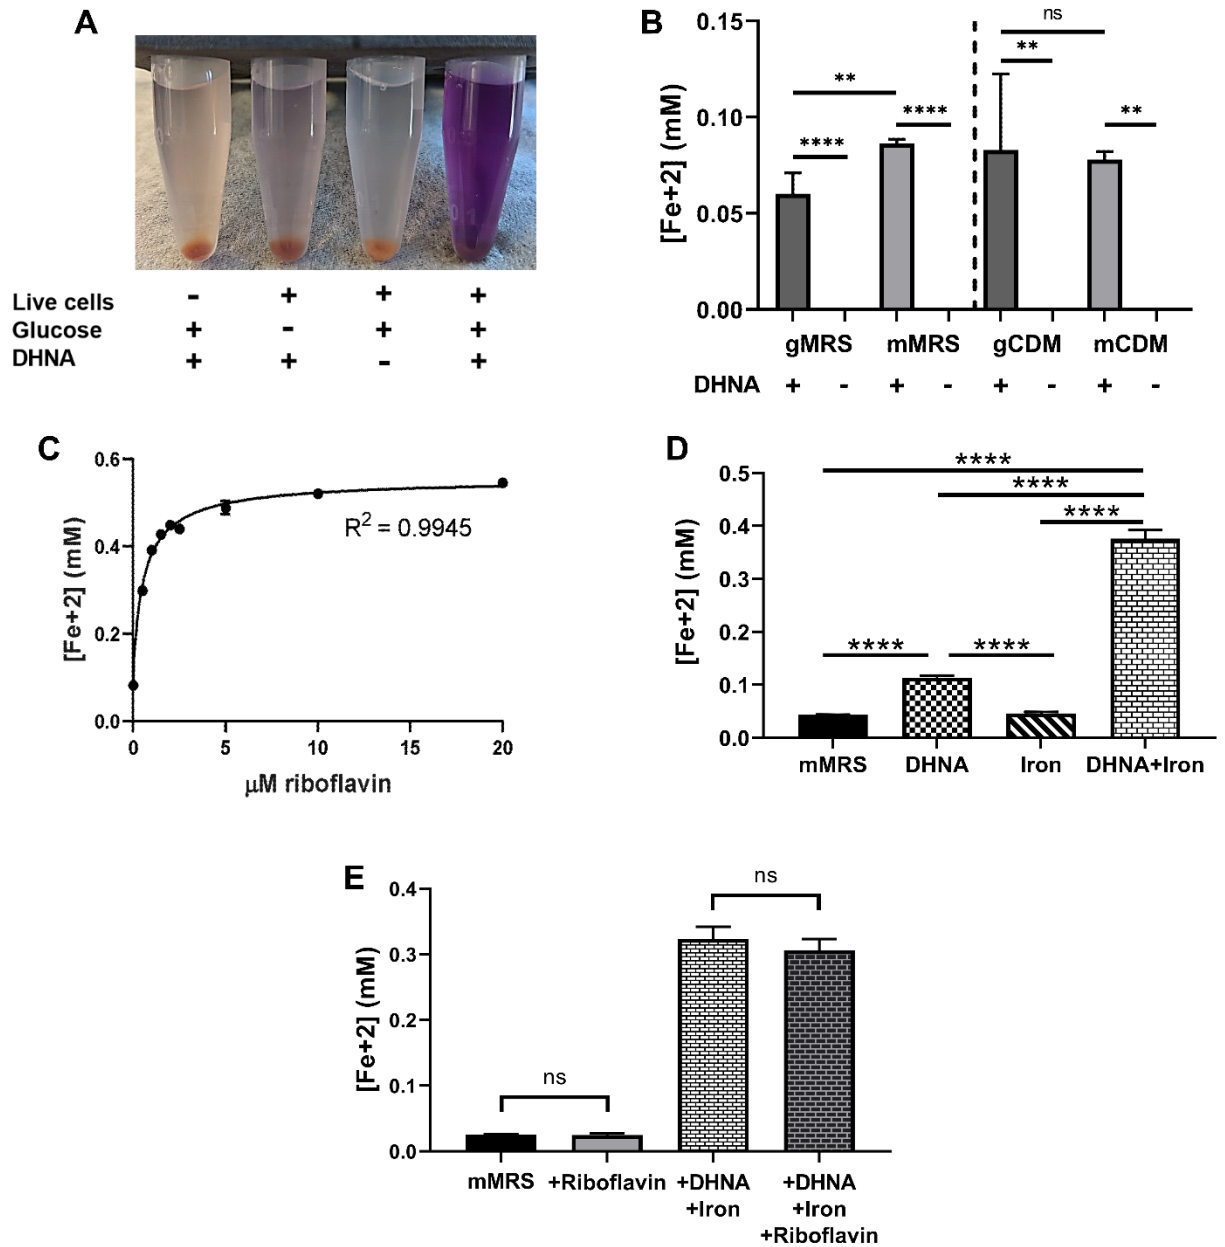 A
Live cells - + + +
Glucose + - + +
DHNA + + - +
B
[Fe+2] (mM)
0.15
0.10
0.05
0.00
ns
**
**
**
****
****
gMRS mMRS gCDM mCDM
DHNA + - + - + - + -
C
[Fe+2] (mM)
0.6
0.4
0.2
0.0
R² = 0.9945
0 5 10 15 20
μM riboflavin
D
[Fe+2] (mM)
0.5
0.4
0.3
0.2
0.1
0.0
****
****
****
**** ****
mMRS DHNA Iron DHNA+Iron
E
[Fe+2] (mM)
0.4
0.3
0.2
0.1
0.0
ns
ns
mMRS +Riboflavin +DHNA +DHNA
+Iron +Iron
+Riboflavin